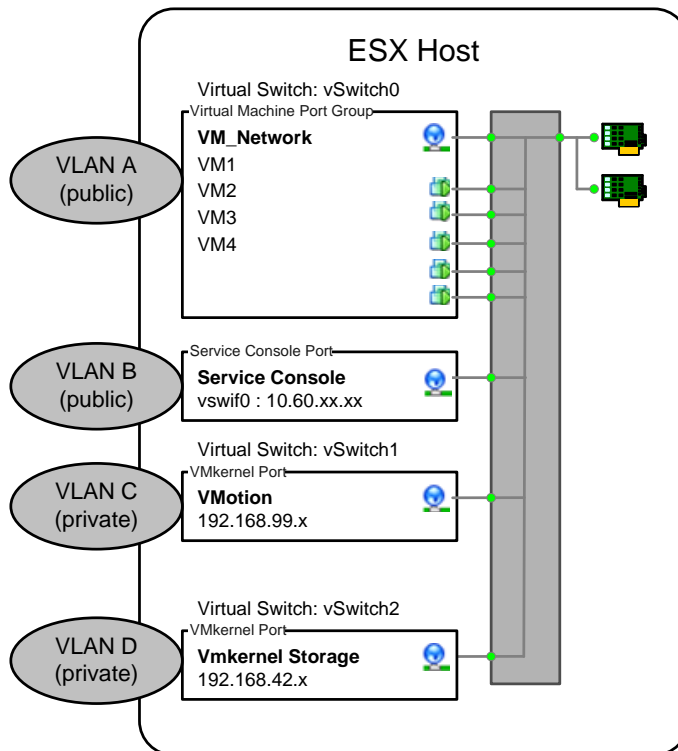 ESX Host
Virtual Switch: vSwitch0
Virtual Machine Port Group
VM_Network
VM1
VM2
VM3
VM4
VLAN A
(public)
Service Console Port
Service Console
vswif0 : 10.60.xx.xx
VLAN B
(public)
Virtual Switch: vSwitch1
VMkernel Port
VMotion
192.168.99.x
VLAN C
(private)
Virtual Switch: vSwitch2
VMkernel Port
Vmkernel Storage
192.168.42.x
VLAN D
(private)